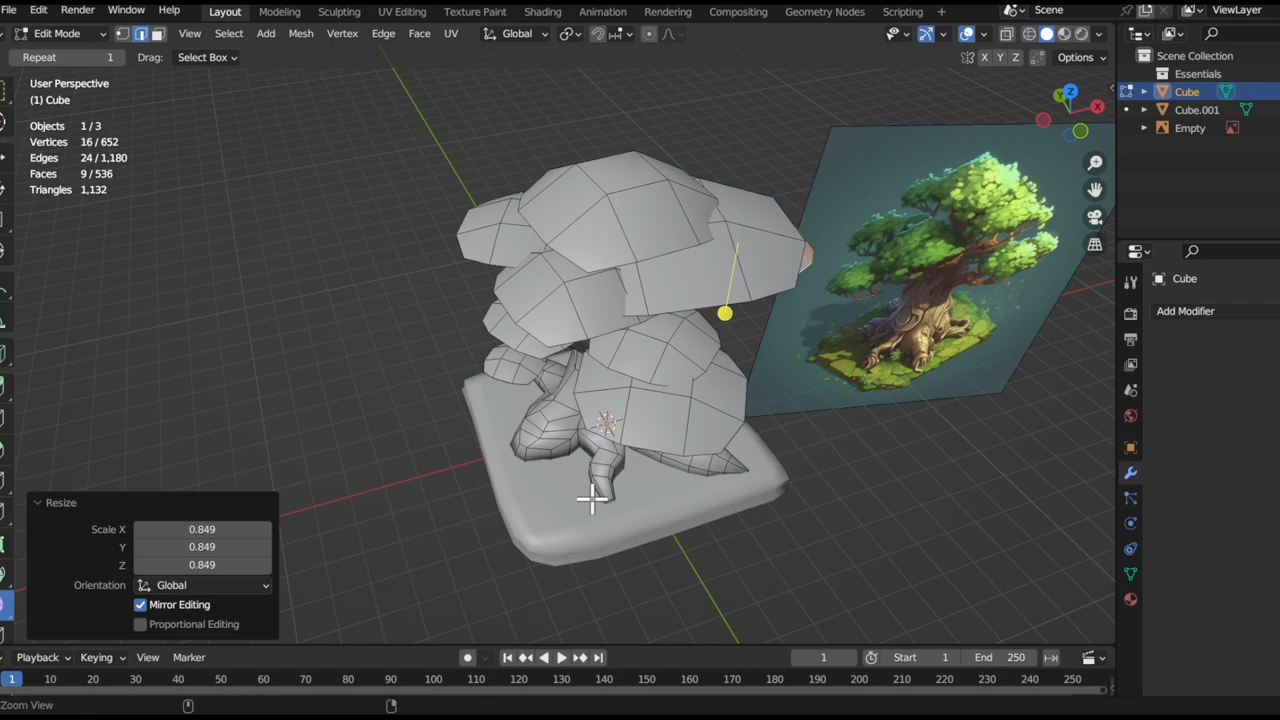 File Edit Render Window Help
Layout Modeling Sculpting UV Editing Texture Paint Shading Animation Rendering Compositing Geometry Nodes Scripting +
Scene
ViewLayer
Edit Mode View Select Add Mesh Vertex Edge Face UV Global
Repeat 1 Drag: Select Box
X Y Z Options
Scene Collection
Essentials
Cube
Cube.001
Empty
User Perspective
(1) Cube
Objects 1 / 3
Vertices 16 / 652
Edges 24 / 1,180
Faces 9 / 536
Triangles 1,132
Z
Y
X
Cube
Add Modifier
Resize
Scale X 0.849
Y 0.849
Z 0.849
Orientation Global
Mirror Editing
Proportional Editing
Playback Keying View Marker
1 Start 1 End 250
1 10 20 30 40 50 60 70 80 90 100 110 120 130 140 150 160 170 180 190 200 210 220 230 240 250
Zoom View